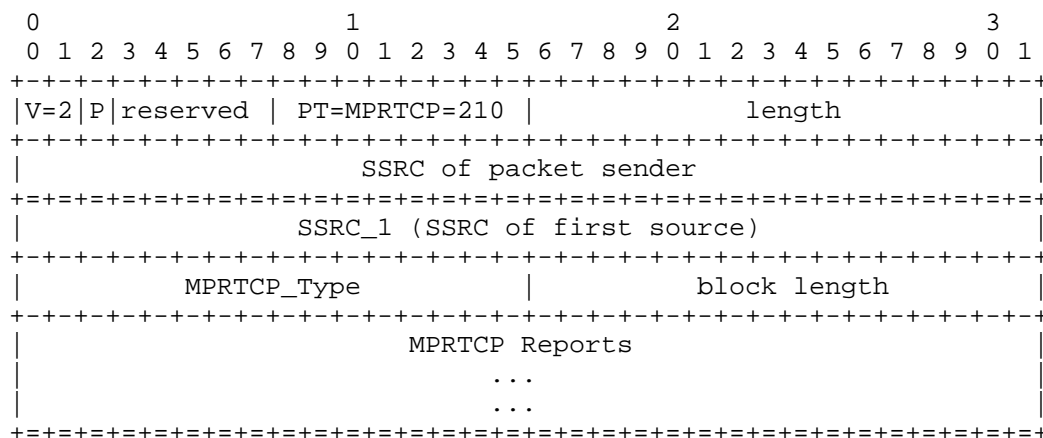 0                   1                   2                   3
 0 1 2 3 4 5 6 7 8 9 0 1 2 3 4 5 6 7 8 9 0 1 2 3 4 5 6 7 8 9 0 1
+-+-+-+-+-+-+-+-+-+-+-+-+-+-+-+-+-+-+-+-+-+-+-+-+-+-+-+-+-+-+-+-+
|V=2|P|reserved | PT=MPRTCP=210 |             length            |
+-+-+-+-+-+-+-+-+-+-+-+-+-+-+-+-+-+-+-+-+-+-+-+-+-+-+-+-+-+-+-+-+
|                     SSRC of packet sender                     |
+=+=+=+=+=+=+=+=+=+=+=+=+=+=+=+=+=+=+=+=+=+=+=+=+=+=+=+=+=+=+=+=+
|                 SSRC_1 (SSRC of first source)                 |
+-+-+-+-+-+-+-+-+-+-+-+-+-+-+-+-+-+-+-+-+-+-+-+-+-+-+-+-+-+-+-+-+
|          MPRTCP_Type          |          block length         |
+-+-+-+-+-+-+-+-+-+-+-+-+-+-+-+-+-+-+-+-+-+-+-+-+-+-+-+-+-+-+-+-+
|                        MPRTCP Reports                         |
|                             ...                               |
|                             ...                               |
+=+=+=+=+=+=+=+=+=+=+=+=+=+=+=+=+=+=+=+=+=+=+=+=+=+=+=+=+=+=+=+=+